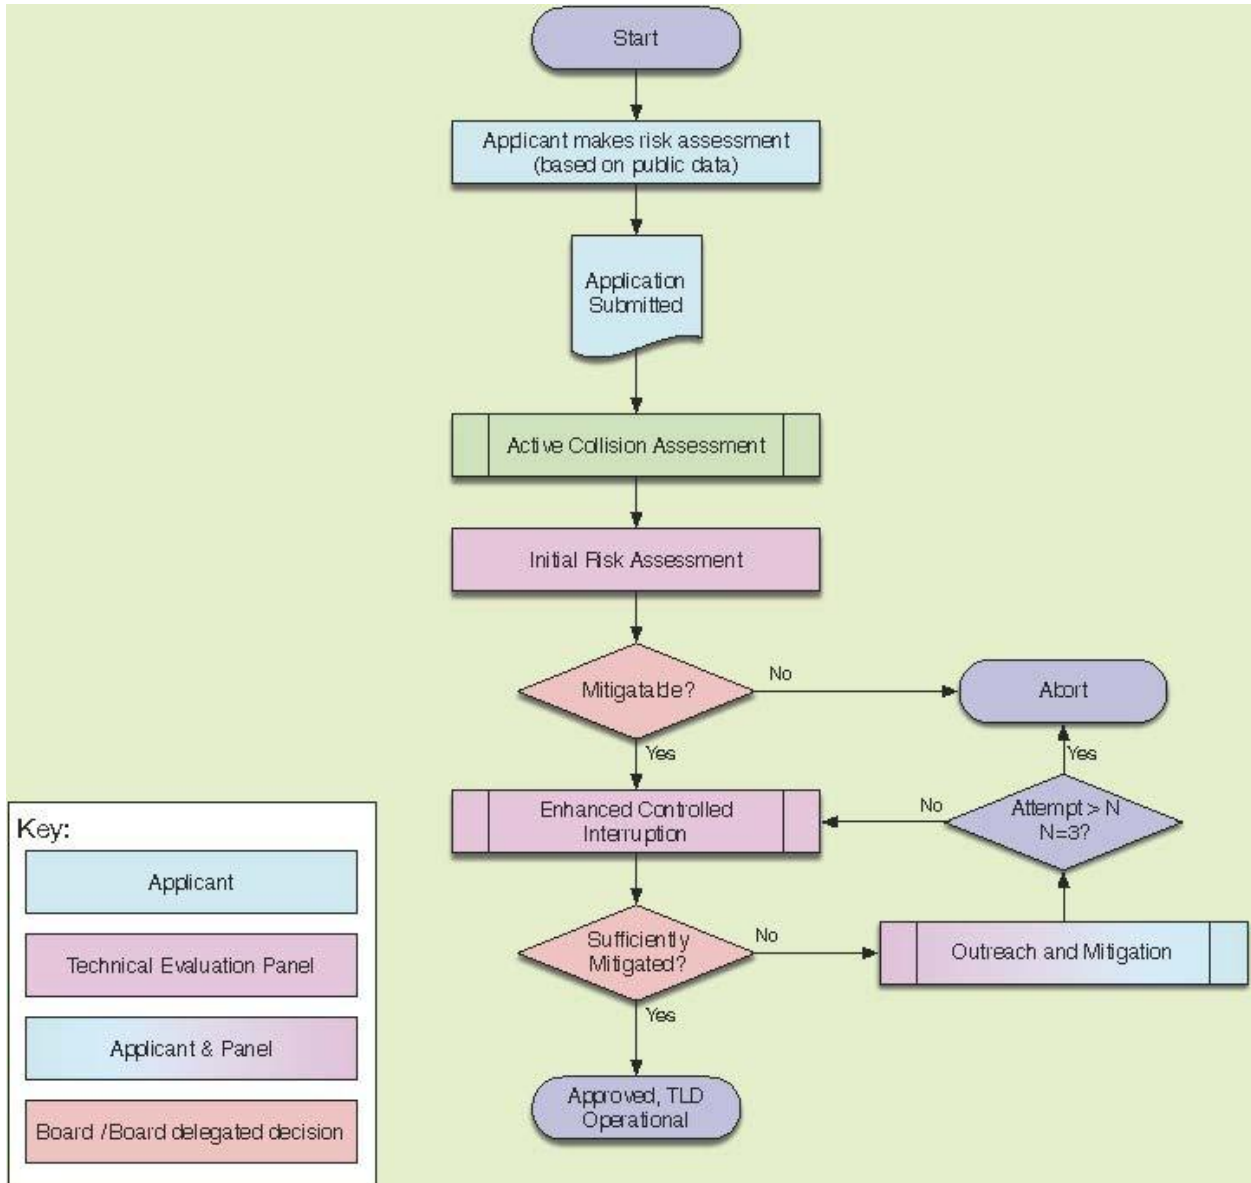 Start
Applicant makes risk assessment
(based on public data)
Application
Submitted
Active Collision Assessment
Initial Risk Assessment
Mitigatable?
No
Abort
Yes
Yes
Enhanced Controlled
Interruption
No
Attempt > N
N=3?
Sufficiently
Mitigated?
No
Outreach and Mitigation
Yes
Approved, TLD
Operational
Key:
Applicant
Technical Evaluation Panel
Applicant & Panel
Board /Board delegated decision